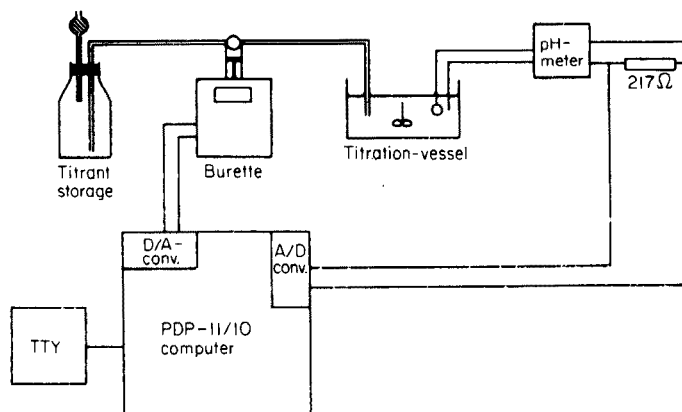 pH-
meter
217Ω
Titrant
storage
Burette
Titration-vessel
D/A-
conv.
A/D
conv.
PDP-11/10
computer
TTY